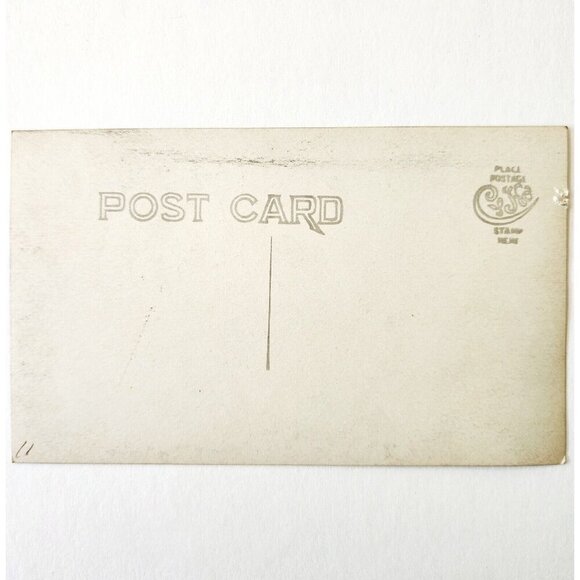 POST CARD
PLACE
POSTAGE
STAMP
HERE
11